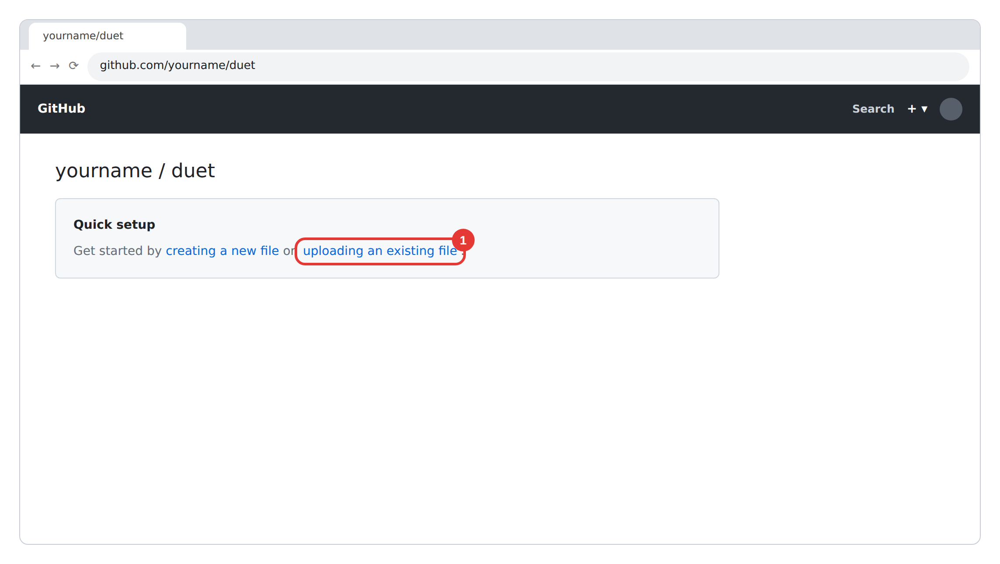 yourname/duet
← → ⟳ github.com/yourname/duet
GitHub Search + ▼
yourname / duet
Quick setup
1
Get started by creating a new file or uploading an existing file .